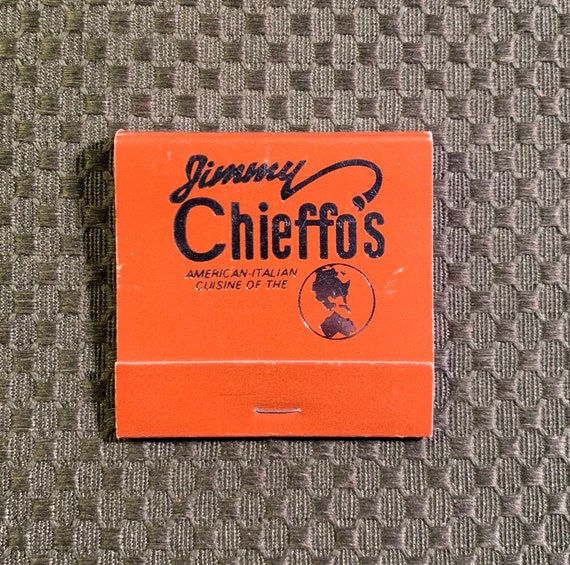 Jimmy
Chieffo's
AMERICAN-ITALIAN
CUISINE OF THE